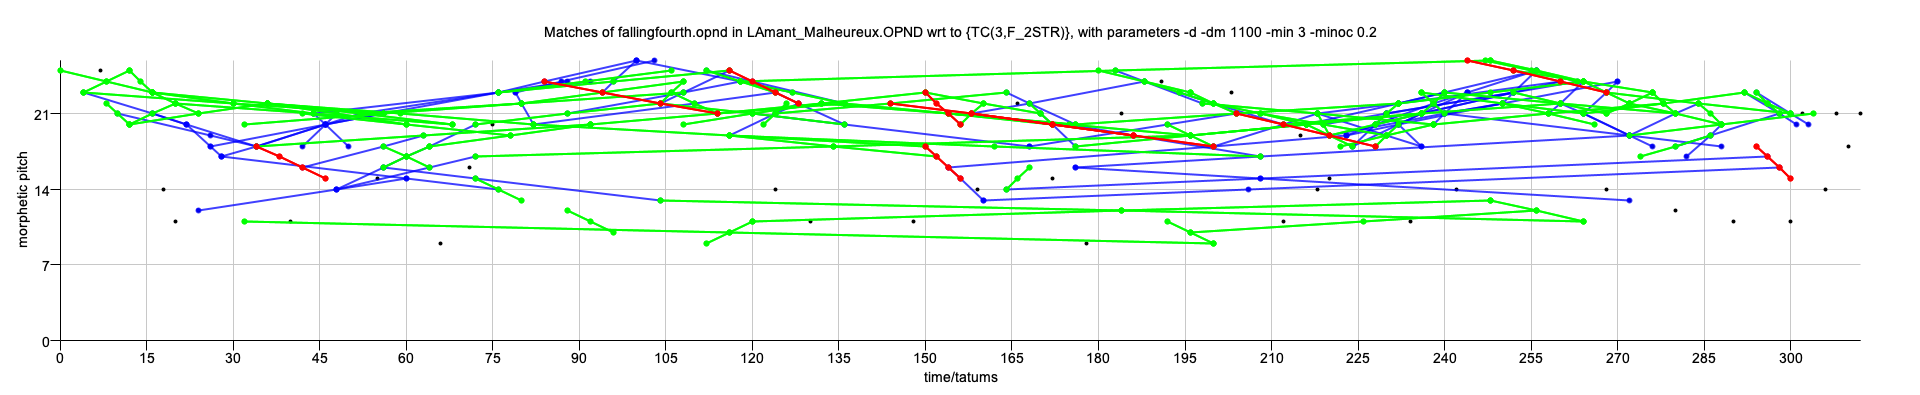 Matches of fallingfourth.opnd in LAmant_Malheureux.OPND wrt to {TC(3,F_2STR)}, with parameters -d -dm 1100 -min 3 -minoc 0.2
morphetic pitch
21
14
7
0
0 15 30 45 60 75 90 105 120 135 150 165 180 195 210 225 240 255 270 285 300
time/tatums